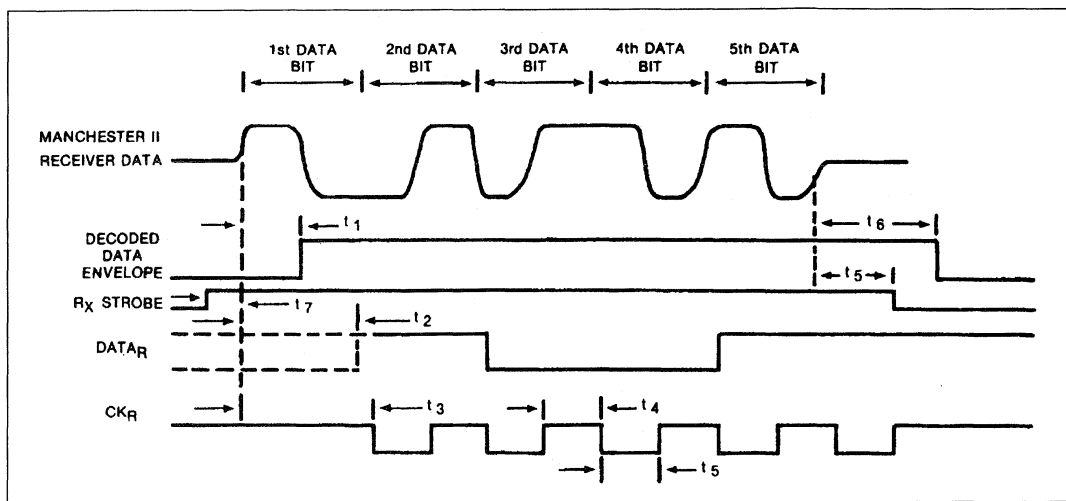 1st DATA BIT
2nd DATA BIT
3rd DATA BIT
4th DATA BIT
5th DATA BIT
MANCHESTER II
RECEIVER DATA
t1
t6
DECODED
DATA
ENVELOPE
t5
RX STROBE
t7
t2
DATAR
CKR
t3
t4
t5